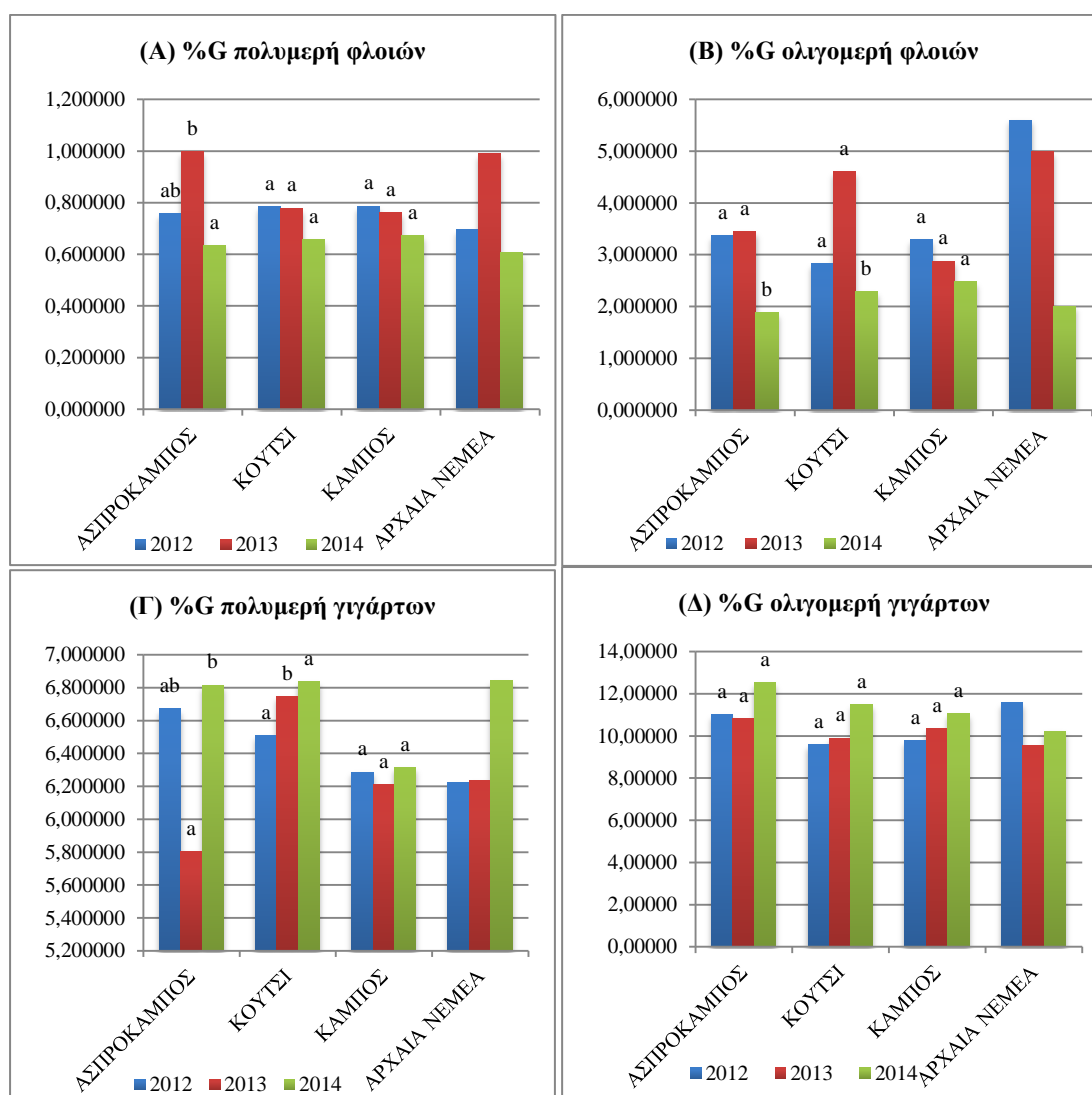 (Α) %G πολυμερή φλοιών
1,200000
1,000000
0,800000
0,600000
0,400000
0,200000
0,000000
ab b a
a a a
a a a
ΑΣΠΡΟΚΑΜΠΟΣ
ΚΟΥΤΣΙ
ΚΑΜΠΟΣ
ΑΡΧΑΙΑ ΝΕΜΕΑ
2012 2013 2014
(Β) %G ολιγομερή φλοιών
6,000000
5,000000
4,000000
3,000000
2,000000
1,000000
0,000000
a a b
a a b
a a a
ΑΣΠΡΟΚΑΜΠΟΣ
ΚΟΥΤΣΙ
ΚΑΜΠΟΣ
ΑΡΧΑΙΑ ΝΕΜΕΑ
2012 2013 2014
(Γ) %G πολυμερή γιγάρτων
7,000000
6,800000
6,600000
6,400000
6,200000
6,000000
5,800000
5,600000
5,400000
5,200000
ab a b
a b a
a a a
ΑΣΠΡΟΚΑΜΠΟΣ
ΚΟΥΤΣΙ
ΚΑΜΠΟΣ
ΑΡΧΑΙΑ ΝΕΜΕΑ
2012 2013 2014
(Δ) %G ολιγομερή γιγάρτων
14,00000
12,00000
10,00000
8,00000
6,00000
4,00000
2,00000
0,00000
a a a
a a a
a a a
ΑΣΠΡΟΚΑΜΠΟΣ
ΚΟΥΤΣΙ
ΚΑΜΠΟΣ
ΑΡΧΑΙΑ ΝΕΜΕΑ
2012 2013 2014